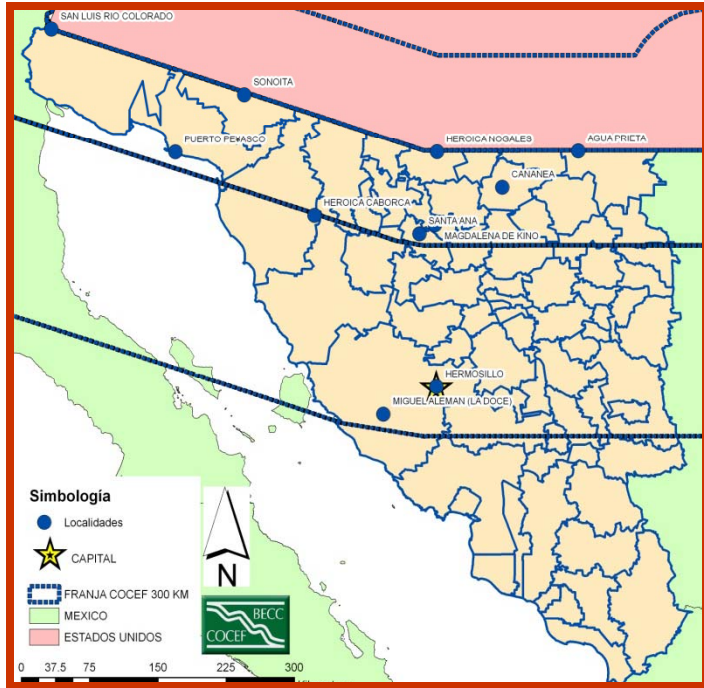 SAN LUIS RIO COLORADO
SONOITA
PUERTO PEÑASCO
HEROICA NOGALES
AGUA PRIETA
CANANEA
HEROICA CABORCA
SANTA ANA
MAGDALENA DE KINO
HERMOSILLO
MIGUEL ALEMAN (LA DOCE)
Simbología
Localidades
CAPITAL
FRANJA COCEF 300 KM
MEXICO
ESTADOS UNIDOS
N
BECC
COCEF
0 37.5 75 150 225 300